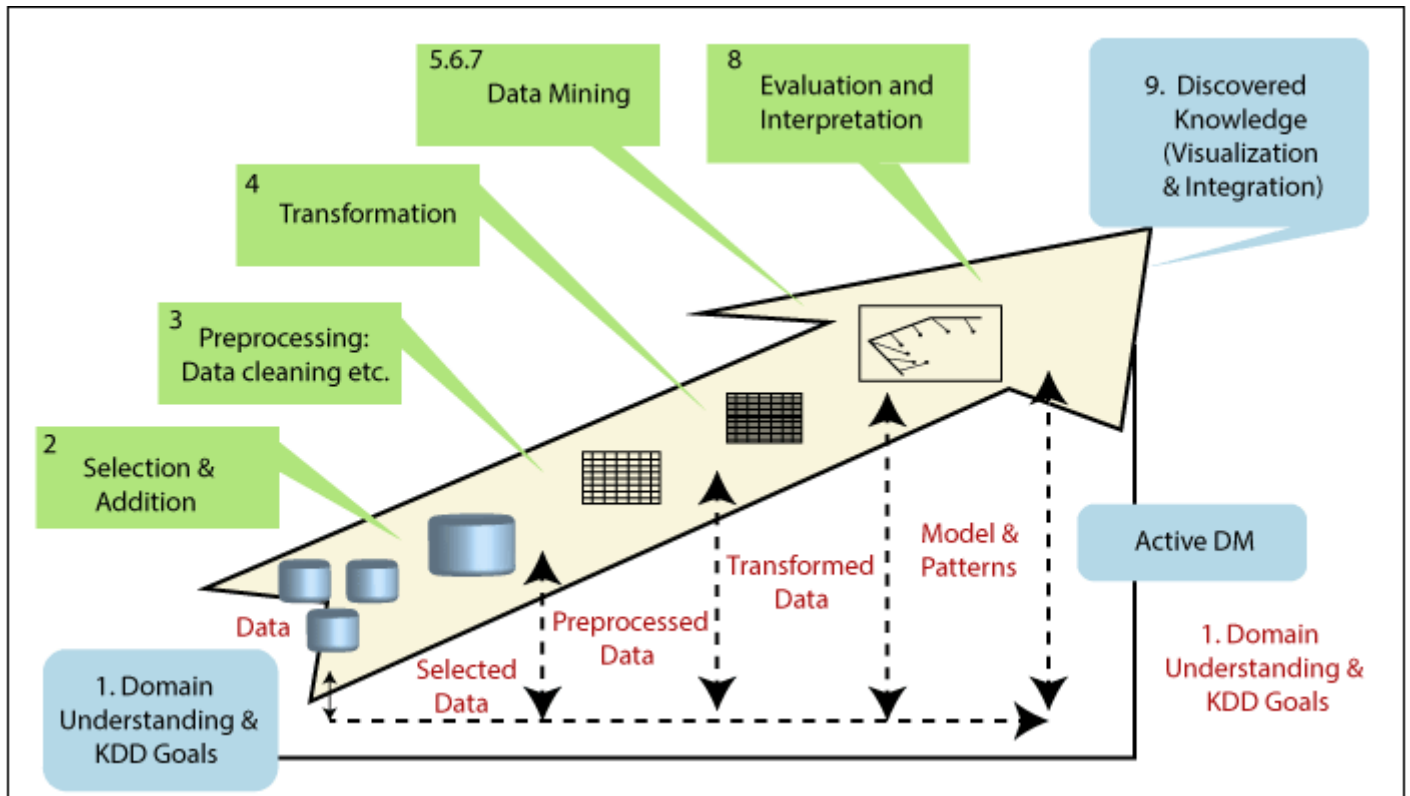 5.6.7
Data Mining
8
Evaluation and
Interpretation
9. Discovered
Knowledge
(Visualization
& Integration)
4
Transformation
3
Preprocessing:
Data cleaning etc.
2
Selection &
Addition
Data
1. Domain
Understanding &
KDD Goals
Selected
Data
Preprocessed
Data
Transformed
Data
Model &
Patterns
Active DM
1. Domain
Understanding &
KDD Goals